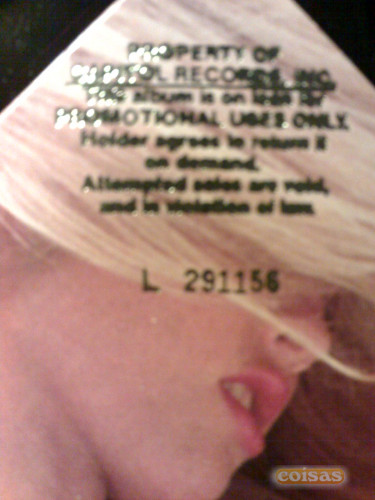 PROPERTY OF
CAPITOL RECORDS, INC.
This album is on loan for
PROMOTIONAL USES ONLY.
Holder agrees to return it
on demand.
Attempted sales are void,
and in violation of law.
L 291156
coisas